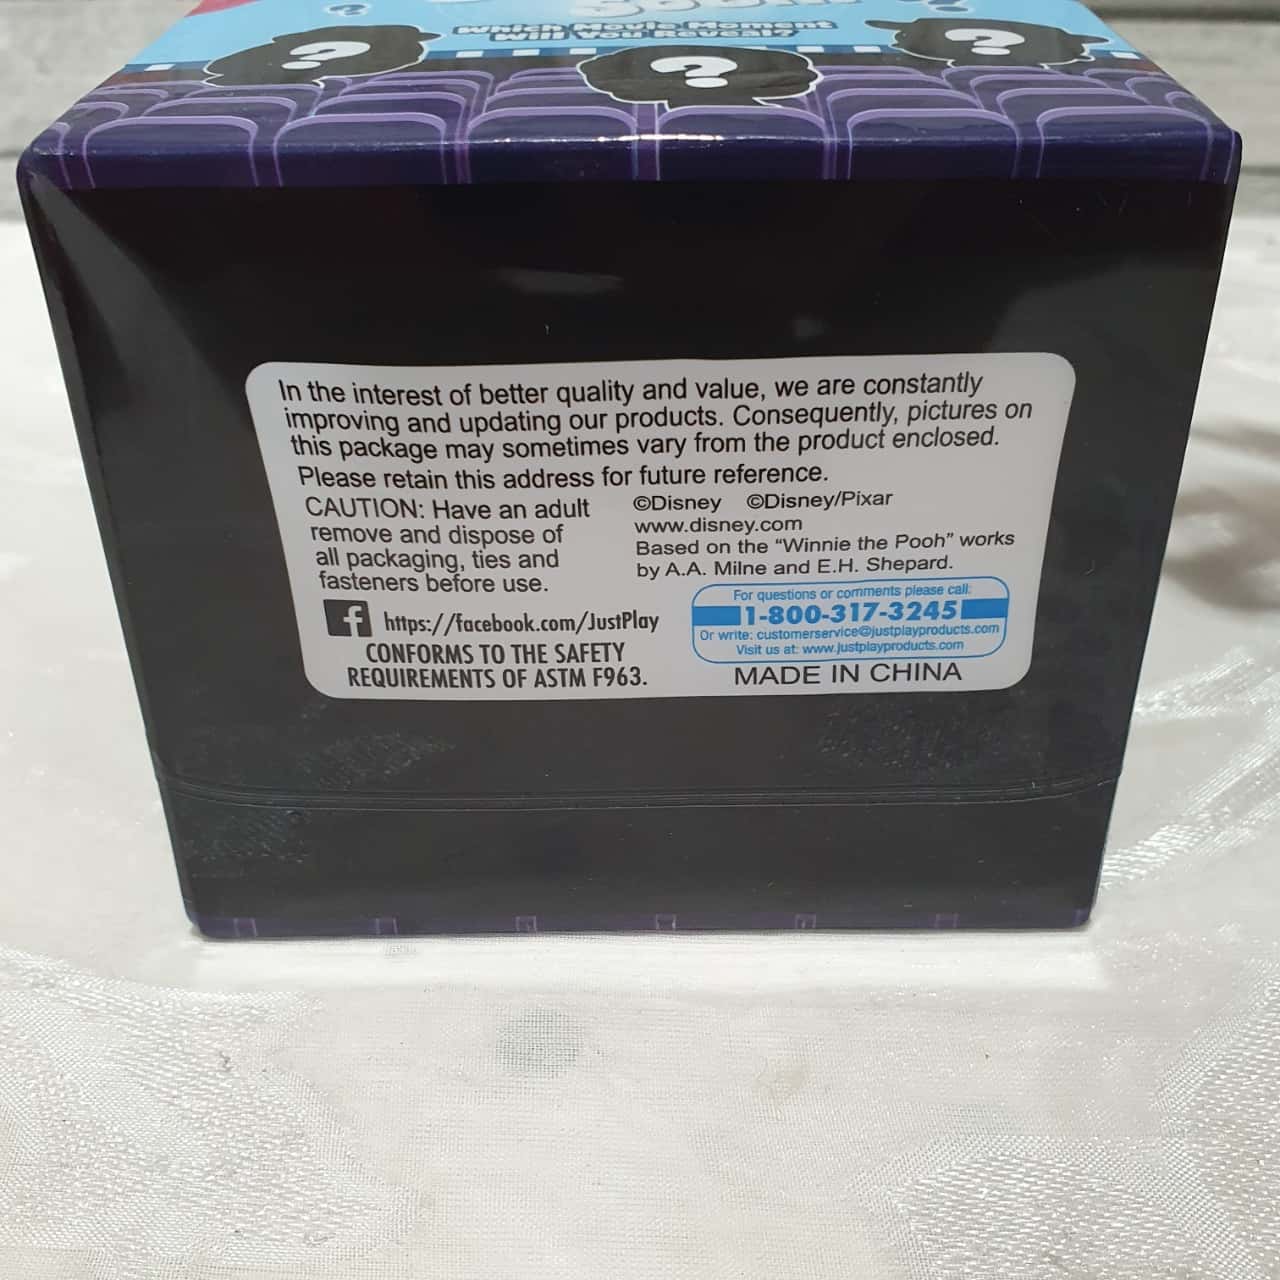 Which Movie Moment
Will You Reveal?
In the interest of better quality and value, we are constantly
improving and updating our products. Consequently, pictures on
this package may sometimes vary from the product enclosed.
Please retain this address for future reference.
CAUTION: Have an adult
remove and dispose of
all packaging, ties and
fasteners before use.
https://facebook.com/JustPlay
CONFORMS TO THE SAFETY
REQUIREMENTS OF ASTM F963.
©Disney ©Disney/Pixar
www.disney.com
Based on the “Winnie the Pooh” works
by A.A. Milne and E.H. Shepard.
For questions or comments please call:
1-800-317-3245
Or write: customerservice@justplayproducts.com
Visit us at: www.justplayproducts.com
MADE IN CHINA